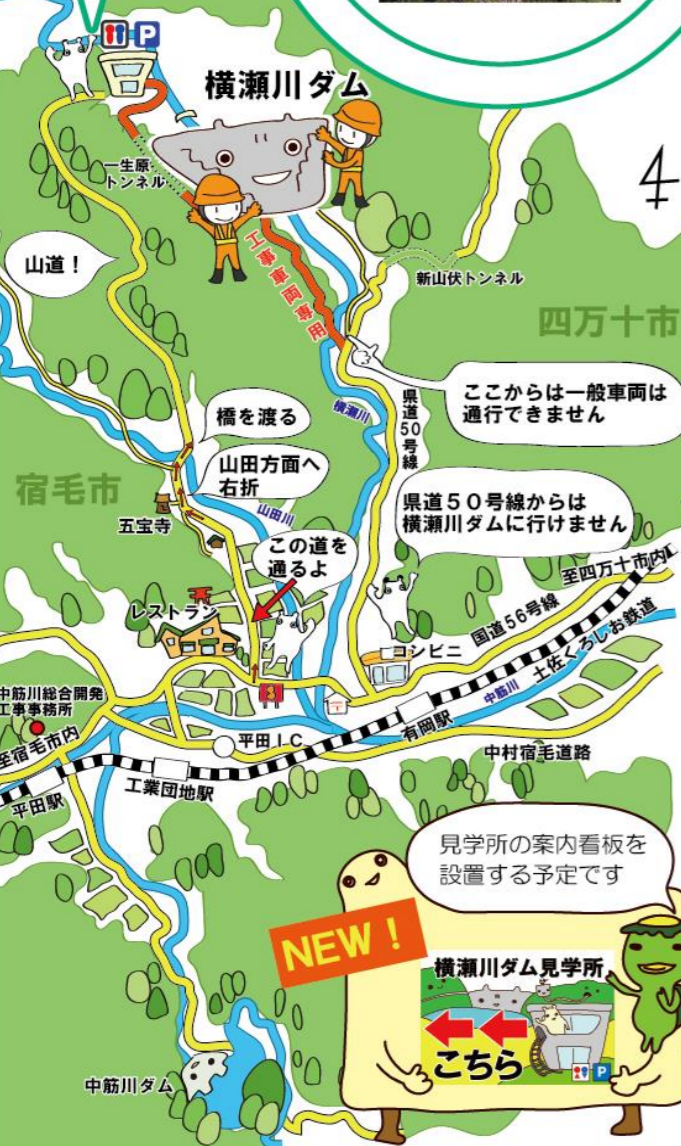 P
横瀬川ダム
一生原
トンネル
山道!
工事車両専用
新山伏トンネル
四万十市
ここからは一般車両は
通行できません
橋を渡る
横瀬川
県道50号線
山田方面へ
右折
宿毛市
五宝寺
山田川
県道50号線からは
横瀬川ダムに行けません
この道を
通るよ
至四万十市内
レストラン
国道56号線
コンビニ
土佐くろしお鉄道
中筋川
中筋川総合開発
工事事務所
至宿毛市内
平田IC
有岡駅
中村宿毛道路
工業団地駅
平田駅
見学所の案内看板を
設置する予定です
NEW!
横瀬川ダム見学所
こちら
P
中筋川ダム